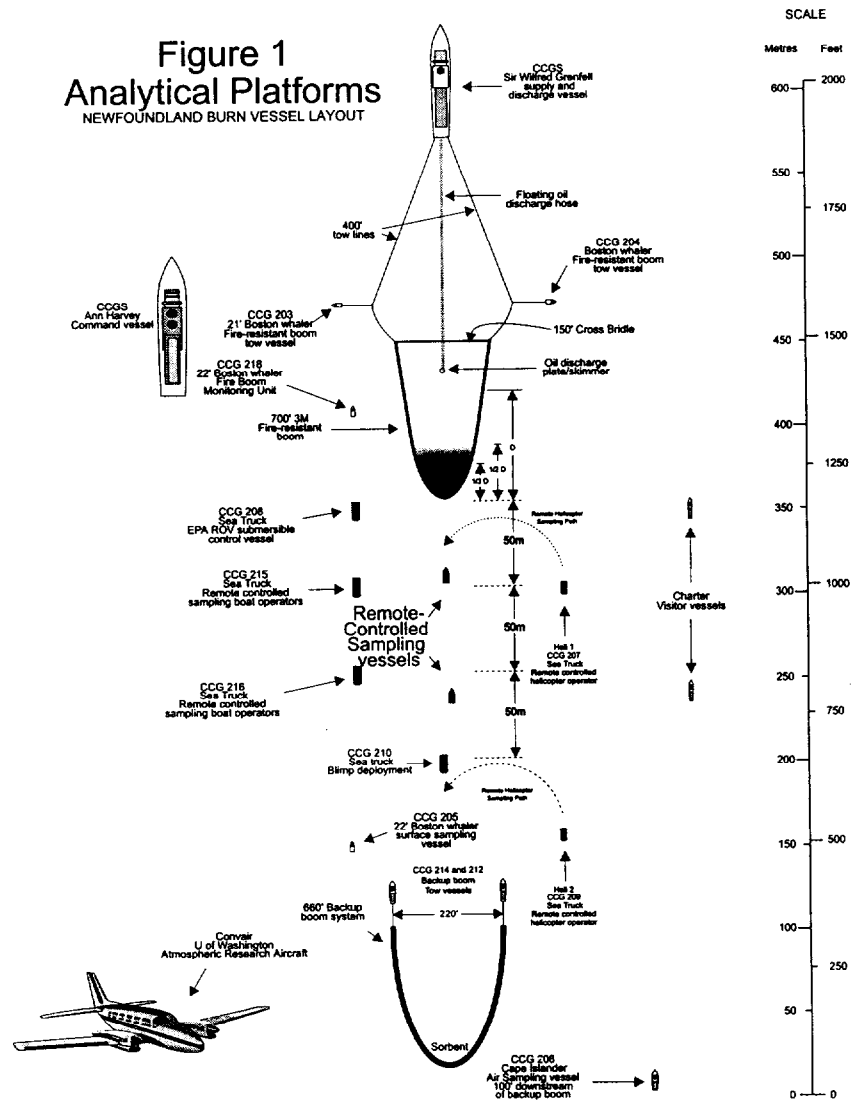 SCALE
Metres Feet
Figure 1
Analytical Platforms
NEWFOUNDLAND BURN VESSEL LAYOUT
CCGS
Sir Wilfred Grenfell
supply and
discharge vessel
600
2000
550
Floating oil
discharge hose
1750
400'
tow lines
500
CCG 204
Boston whaler
Fire-resistant boom
tow vessel
CCGS
Ann Harvey
Command vessel
CCG 203
21' Boston whaler
Fire-resistant boom
tow vessel
150' Cross Bridle
450
1500
CCG 218
22' Boston whaler
Fire Boom
Monitoring Unit
Oil discharge
plate/skimmer
700' 3M
Fire-resistant
boom
400
D
1/2 D
1/2 D
1250
CCG 208
Sea Truck
EPA ROV submersible
control vessel
Remote Helicopter
Sampling Path
350
50m
CCG 215
Sea Truck
Remote controlled
sampling boat operators
300
1000
Charter
Visitor vessels
Remote-
Controlled
Sampling
vessels
50m
Heli 1
CCG 207
Sea Truck
Remote controlled
helicopter operator
250
CCG 216
Sea Truck
Remote controlled
sampling boat operators
50m
750
CCG 210
Sea truck
Blimp deployment
200
Remote Helicopter
Sampling Path
CCG 205
22' Boston whaler
surface sampling
vessel
150
500
CCG 214 and 212
Backup boom
Tow vessels
Heli 2
CCG 209
Sea Truck
Remote controlled
helicopter operator
660' Backup
boom system
220'
100
Convair
U of Washington
Atmospheric Research Aircraft
250
50
Sorbent
CCG 206
Cape Islander
Air Sampling vessel
100' downstream
of backup boom
0
0